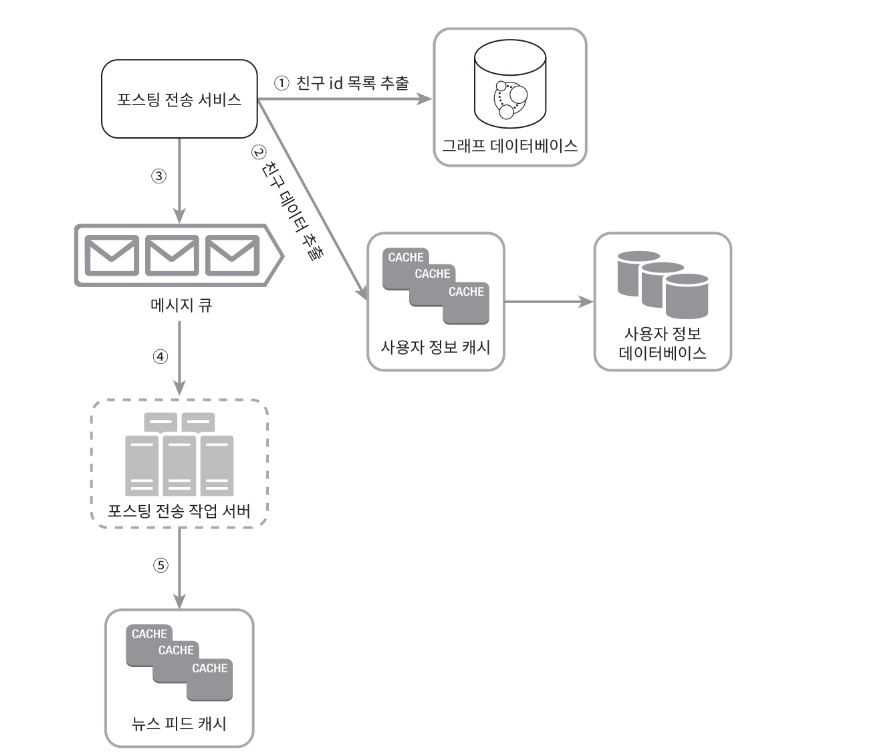 포스팅 전송 서비스
① 친구 id 목록 추출
그래프 데이터베이스
② 친구 데이터 추출
③
메시지 큐
CACHE
CACHE
CACHE
사용자 정보 캐시
사용자 정보
데이터베이스
④
포스팅 전송 작업 서버
⑤
CACHE
CACHE
CACHE
뉴스 피드 캐시